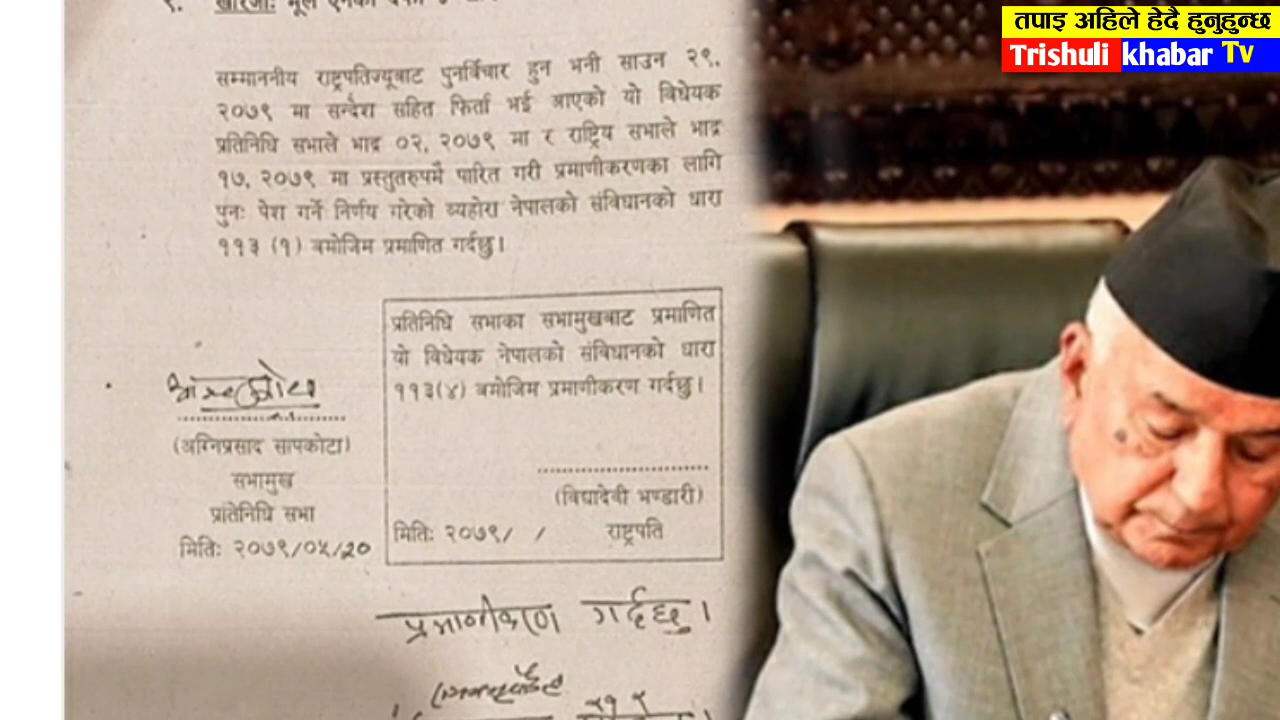 तपाइ अहिले हेदै हुनुहुन्छ
Trishuli khabar Tv
९. खारेजीः मूल ऐनको दफा
सम्माननीय राष्ट्रपतिज्यूबाट पुनर्विचार हुन भनी साउन २९,
२०७९ मा सन्देश सहित फिर्ता भई आएको यो विधेयक
प्रतिनिधि सभाले भाद्र ०२, २०७९ मा र राष्ट्रिय सभाले भाद्र
१७, २०७९ मा प्रस्तुतरुपमै पारित गरी प्रमाणीकरणका लागि
पुनः पेश गर्ने निर्णय गरेको व्यहोरा नेपालको संविधानको धारा
११३ (१) बमोजिम प्रमाणित गर्दछु।
प्रतिनिधि सभाका सभामुखबाट प्रमाणित
यो विधेयक नेपालको संविधानको धारा
११३(४) बमोजिम प्रमाणीकरण गर्दछु।
(अग्निप्रसाद सापकोटा)
सभामुख
प्रतिनिधि सभा
मितिः २०७९/०५/२०
(विद्यादेवी भण्डारी)
राष्ट्रपति
मितिः २०७९/ /
प्रमाणीकरण गर्दछु।